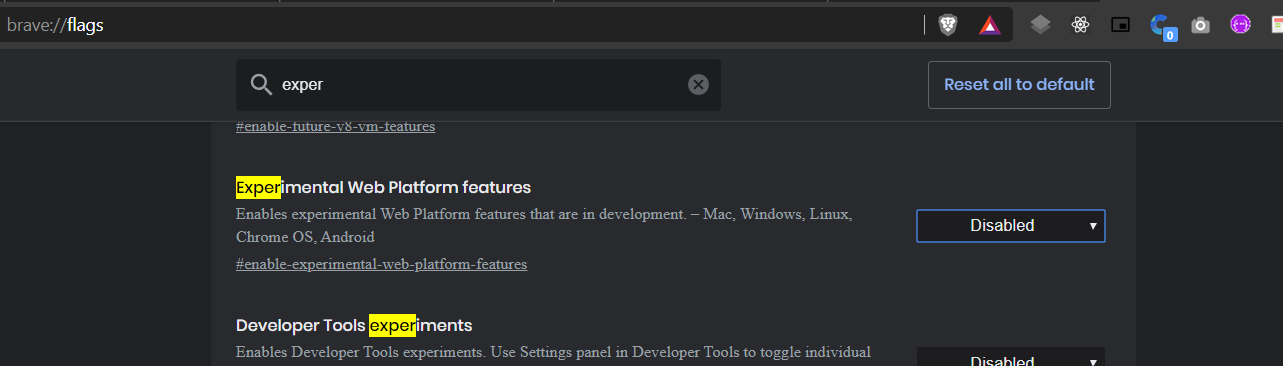 brave://flags
0
exper
Reset all to default
#enable-future-v8-vm-features
Experimental Web Platform features
Enables experimental Web Platform features that are in development. – Mac, Windows, Linux,
Chrome OS, Android
Disabled
#enable-experimental-web-platform-features
Developer Tools experiments
Enables Developer Tools experiments. Use Settings panel in Developer Tools to toggle individual
Disabled